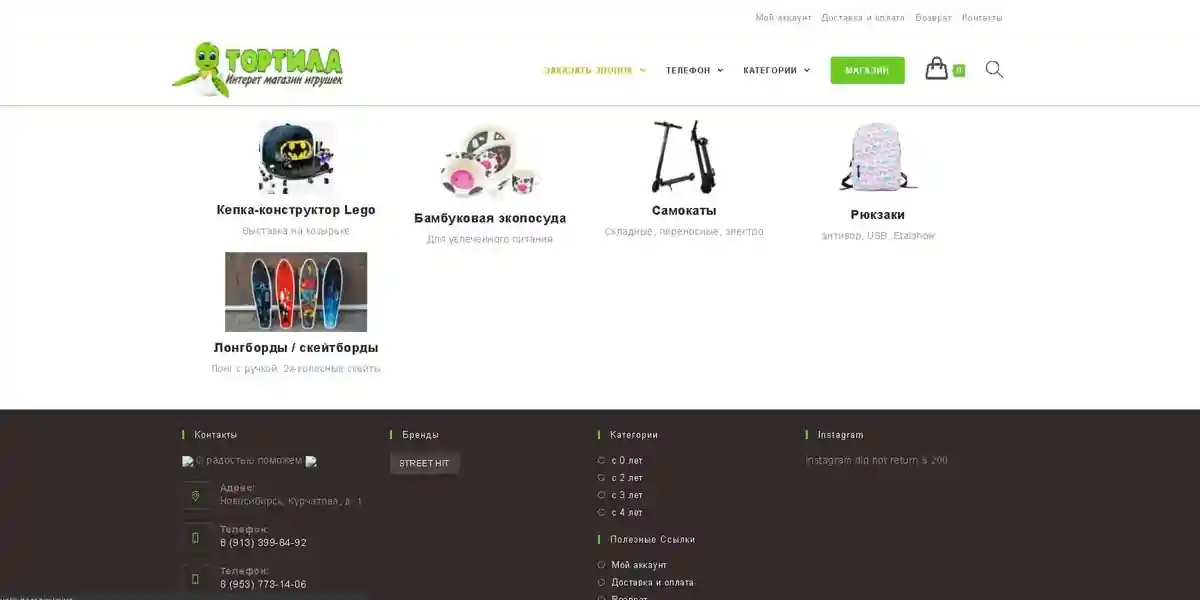 Мой аккаунт Доставка и оплата Возврат Контакты
ТОРТИЛА
Интерет магазин игрушек
ЗАКАЗАТЬ ЗВОНОК ТЕЛЕФОН КАТЕГОРИИ МАГАЗИН 0
Кепка-конструктор Lego
Выставка на козырьке
Бамбуковая экопосуда
Для увлеченного питания
Самокаты
Складные, переносные, электро
Рюкзаки
антивор, USB, Etalshow
Лонгборды / скейтборды
Лонг с ручкой, 2х-колесные скейты
Контакты
С радостью поможем
Адрес:
Новосибирск, Курчатова, д. 1
Телефон:
8 (913) 399-84-92
Телефон:
8 (953) 773-14-06
Бренды
STREET HIT
Категории
с 0 лет
с 2 лет
с 3 лет
с 4 лет
Полезные Ссылки
Мой аккаунт
Доставка и оплата
Возврат
Instagram
Instagram did not return a 200.